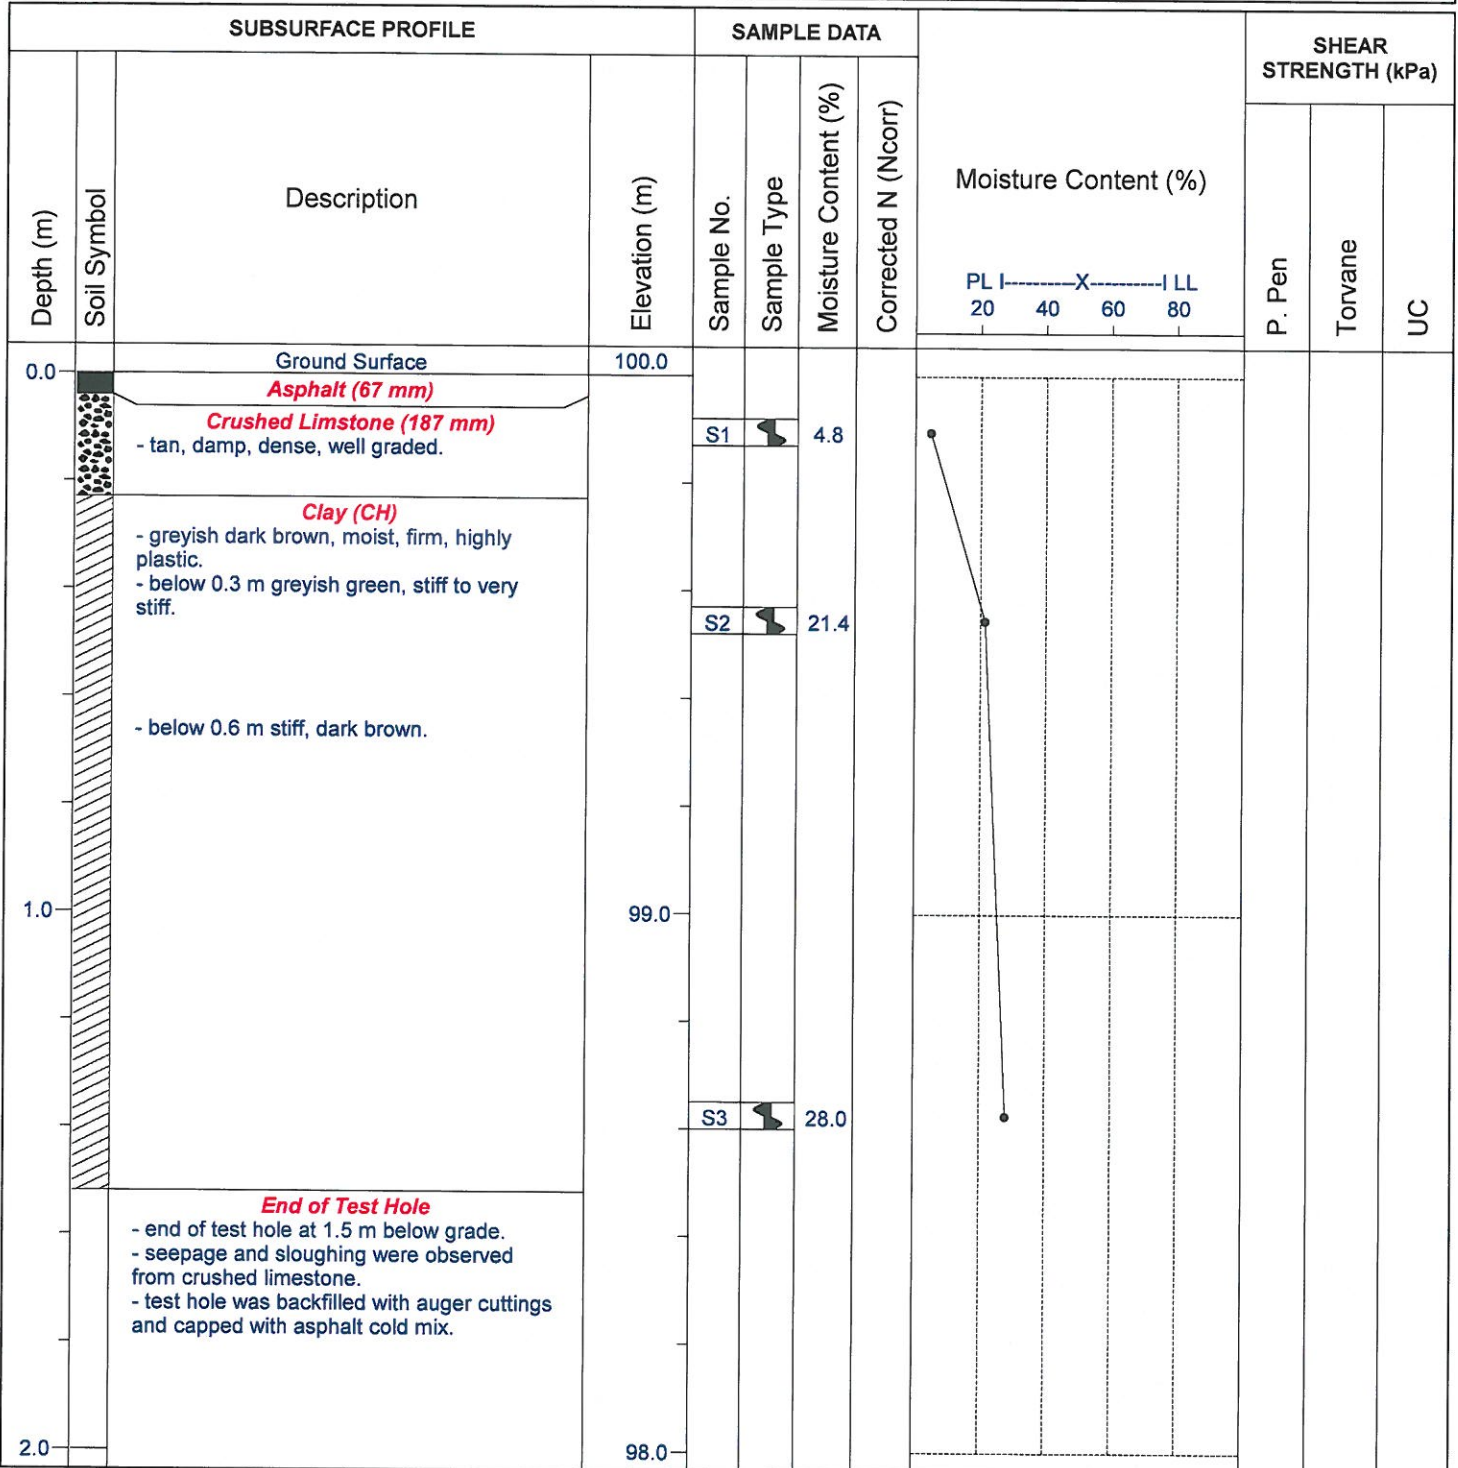 SUBSURFACE PROFILE
SAMPLE DATA
SHEAR
STRENGTH (kPa)
Depth (m)
Soil Symbol
Description
Elevation (m)
Sample No.
Sample Type
Moisture Content (%)
Corrected N (Ncorr)
Moisture Content (%)
PL I----------X----------I LL
20 40 60 80
P. Pen
Torvane
UC
0.0
Ground Surface
100.0
Asphalt (67 mm)
Crushed Limstone (187 mm)
- tan, damp, dense, well graded.
S1
4.8
Clay (CH)
- greyish dark brown, moist, firm, highly
plastic.
- below 0.3 m greyish green, stiff to very
stiff.
S2
21.4
- below 0.6 m stiff, dark brown.
1.0
99.0
S3
28.0
End of Test Hole
- end of test hole at 1.5 m below grade.
- seepage and sloughing were observed
from crushed limestone.
- test hole was backfilled with auger cuttings
and capped with asphalt cold mix.
2.0
98.0